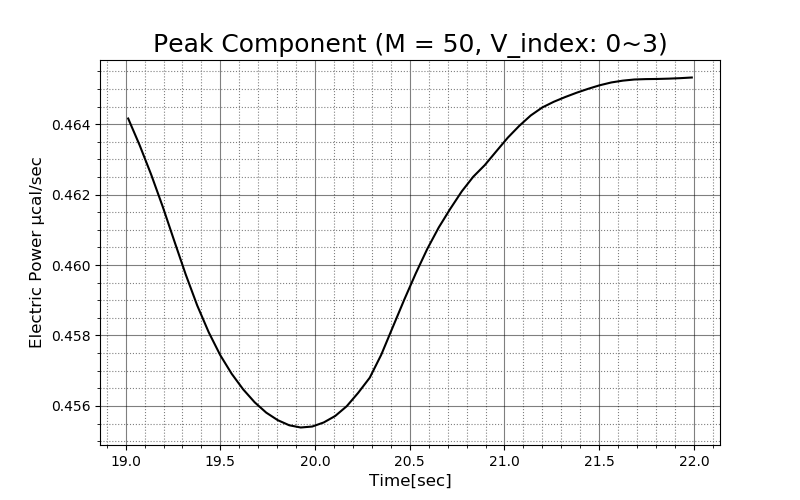 Peak Component (M = 50, V_index: 0~3)
Electric Power μcal/sec
0.464
0.462
0.460
0.458
0.456
19.0 19.5 20.0 20.5 21.0 21.5 22.0
Time[sec]